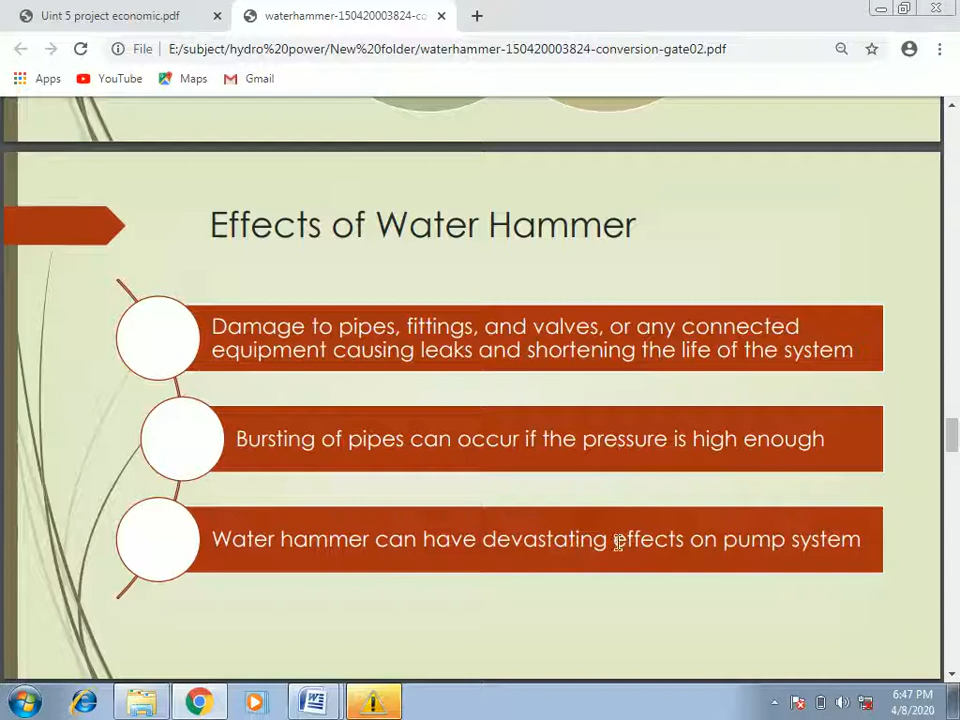 Uint 5 project economic.pdf
waterhammer-150420003824-co
File
E:/subject/hydro%20power/New%20folder/waterhammer-150420003824-conversion-gate02.pdf
Apps
YouTube
Maps
Gmail
Effects of Water Hammer
Damage to pipes, fittings, and valves, or any connected
equipment causing leaks and shortening the life of the system
Bursting of pipes can occur if the pressure is high enough
Water hammer can have devastating effects on pump system
6:47 PM
4/8/2020